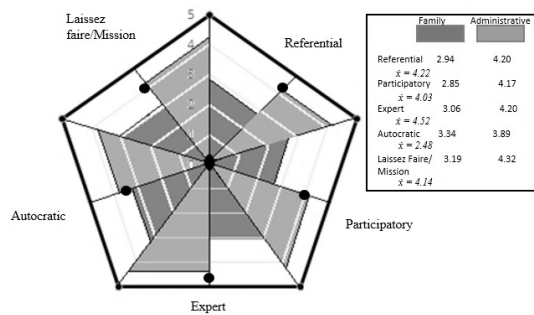 Laissez
faire/Mission
5
4
3
2
Referential
Participatory
Expert
Autocratic
Family Administrative
Referential 2.94 4.20
ẋ = 4.22
Participatory 2.85 4.17
ẋ = 4.03
Expert 3.06 4.20
ẋ = 4.52
Autocratic 3.34 3.89
ẋ = 2.48
Laissez Faire/ 3.19 4.32
Mission
ẋ = 4.14